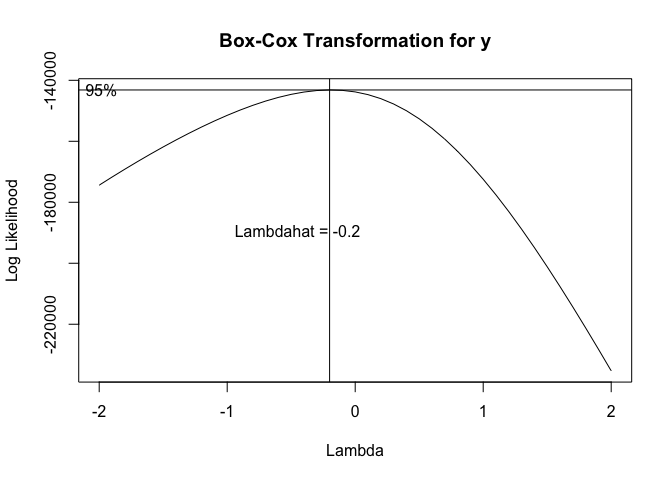 Box-Cox Transformation for y
-140000
95%
-180000
Log Likelihood
Lambdahat = -0.2
-220000
-2 -1 0 1 2
Lambda